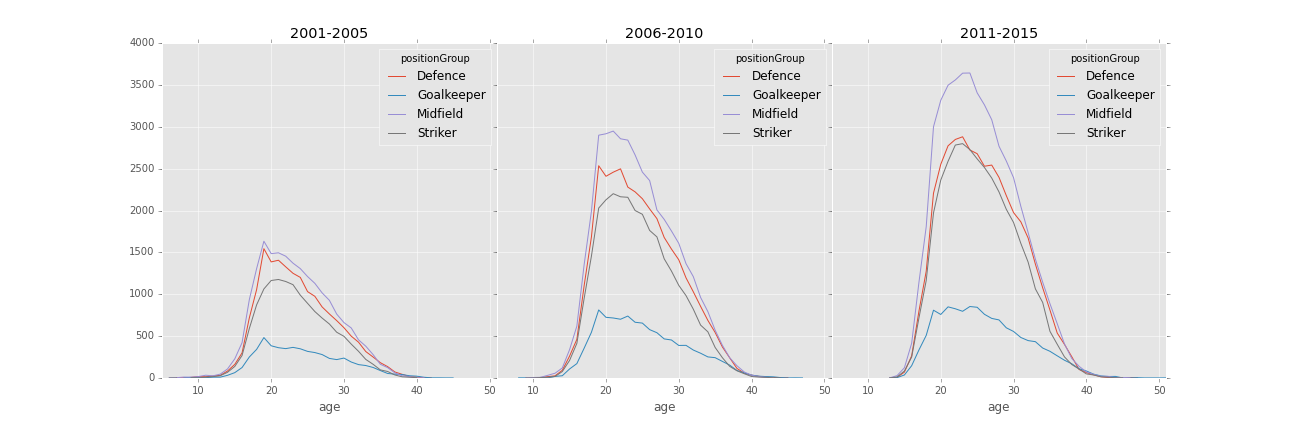 2001-2005
2006-2010
2011-2015
4000
3500
3000
2500
2000
1500
1000
500
0
positionGroup
Defence
Goalkeeper
Midfield
Striker
positionGroup
Defence
Goalkeeper
Midfield
Striker
positionGroup
Defence
Goalkeeper
Midfield
Striker
10 20 30 40 50
10 20 30 40 50
10 20 30 40 50
age
age
age